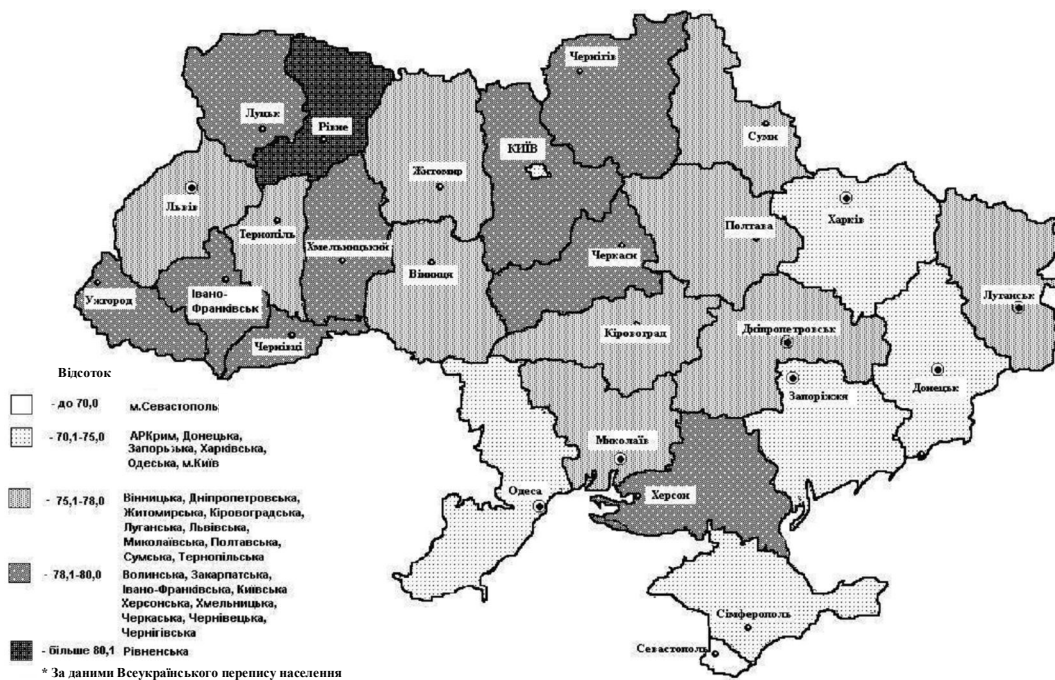 Чернігів
Луцьк
Суми
Рівне
КИЇВ
Житомир
Львів
Харків
Тернопіль
Полтава
Хмельницький
Черкаси
Вінниця
Ужгород
Івано-
Франківськ
Луганськ
Кіровоград
Дніпропетровськ
Чернівці
Донецьк
Запоріжжя
Миколаїв
Одеса
Херсон
Сімферополь
Севастополь
Відсоток
- до 70,0 м.Севастополь
- 70,1-75,0 АРКрим, Донецька,
Запорьзька, Харківська,
Одеська, м.Київ
- 75,1-78,0 Вінницька, Дніпропетровська,
Житомирська, Кіровоградська,
Луганська, Львівська,
Миколаївська, Полтавська,
Сумська, Тернопільська
- 78,1-80,0 Волинська, Закарпатська,
Івано-Франківська, Київська
Херсонська, Хмельницька,
Черкаська, Чернівецька,
Чернігівська
- більше 80,1 Рівненська
* За даними Всеукраїнського перепису населення